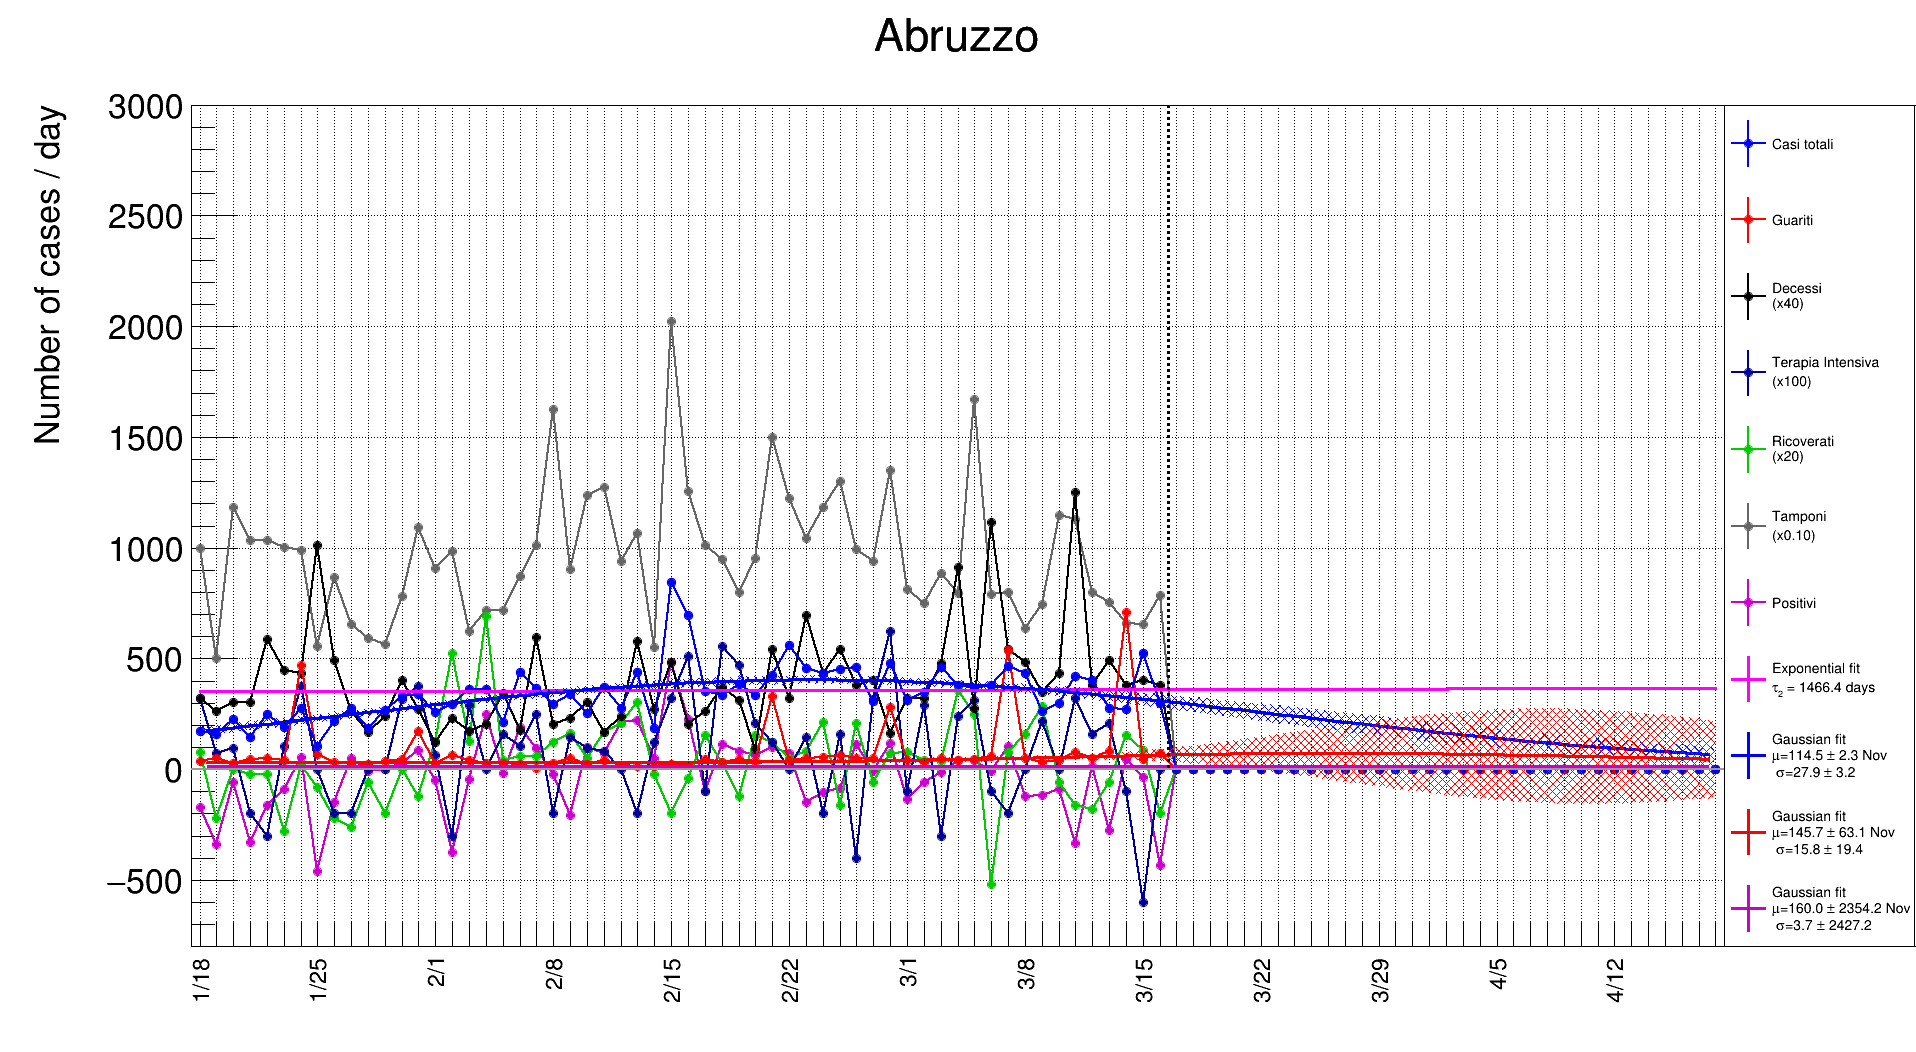 Abruzzo
Number of cases / day
3000
2500
2000
1500
1000
500
0
−500
1/18
1/25
2/1
2/8
2/15
2/22
3/1
3/8
3/15
3/22
3/29
4/5
4/12
Casi totali
Guariti
Decessi
(x40)
Terapia Intensiva
(x100)
Ricoverati
(x20)
Tamponi
(x0.10)
Positivi
Exponential fit
τ₂ = 1466.4 days
Gaussian fit
μ=114.5 ± 2.3 Nov
σ=27.9 ± 3.2
Gaussian fit
μ=145.7 ± 63.1 Nov
σ=15.8 ± 19.4
Gaussian fit
μ=160.0 ± 2354.2 Nov
σ=3.7 ± 2427.2